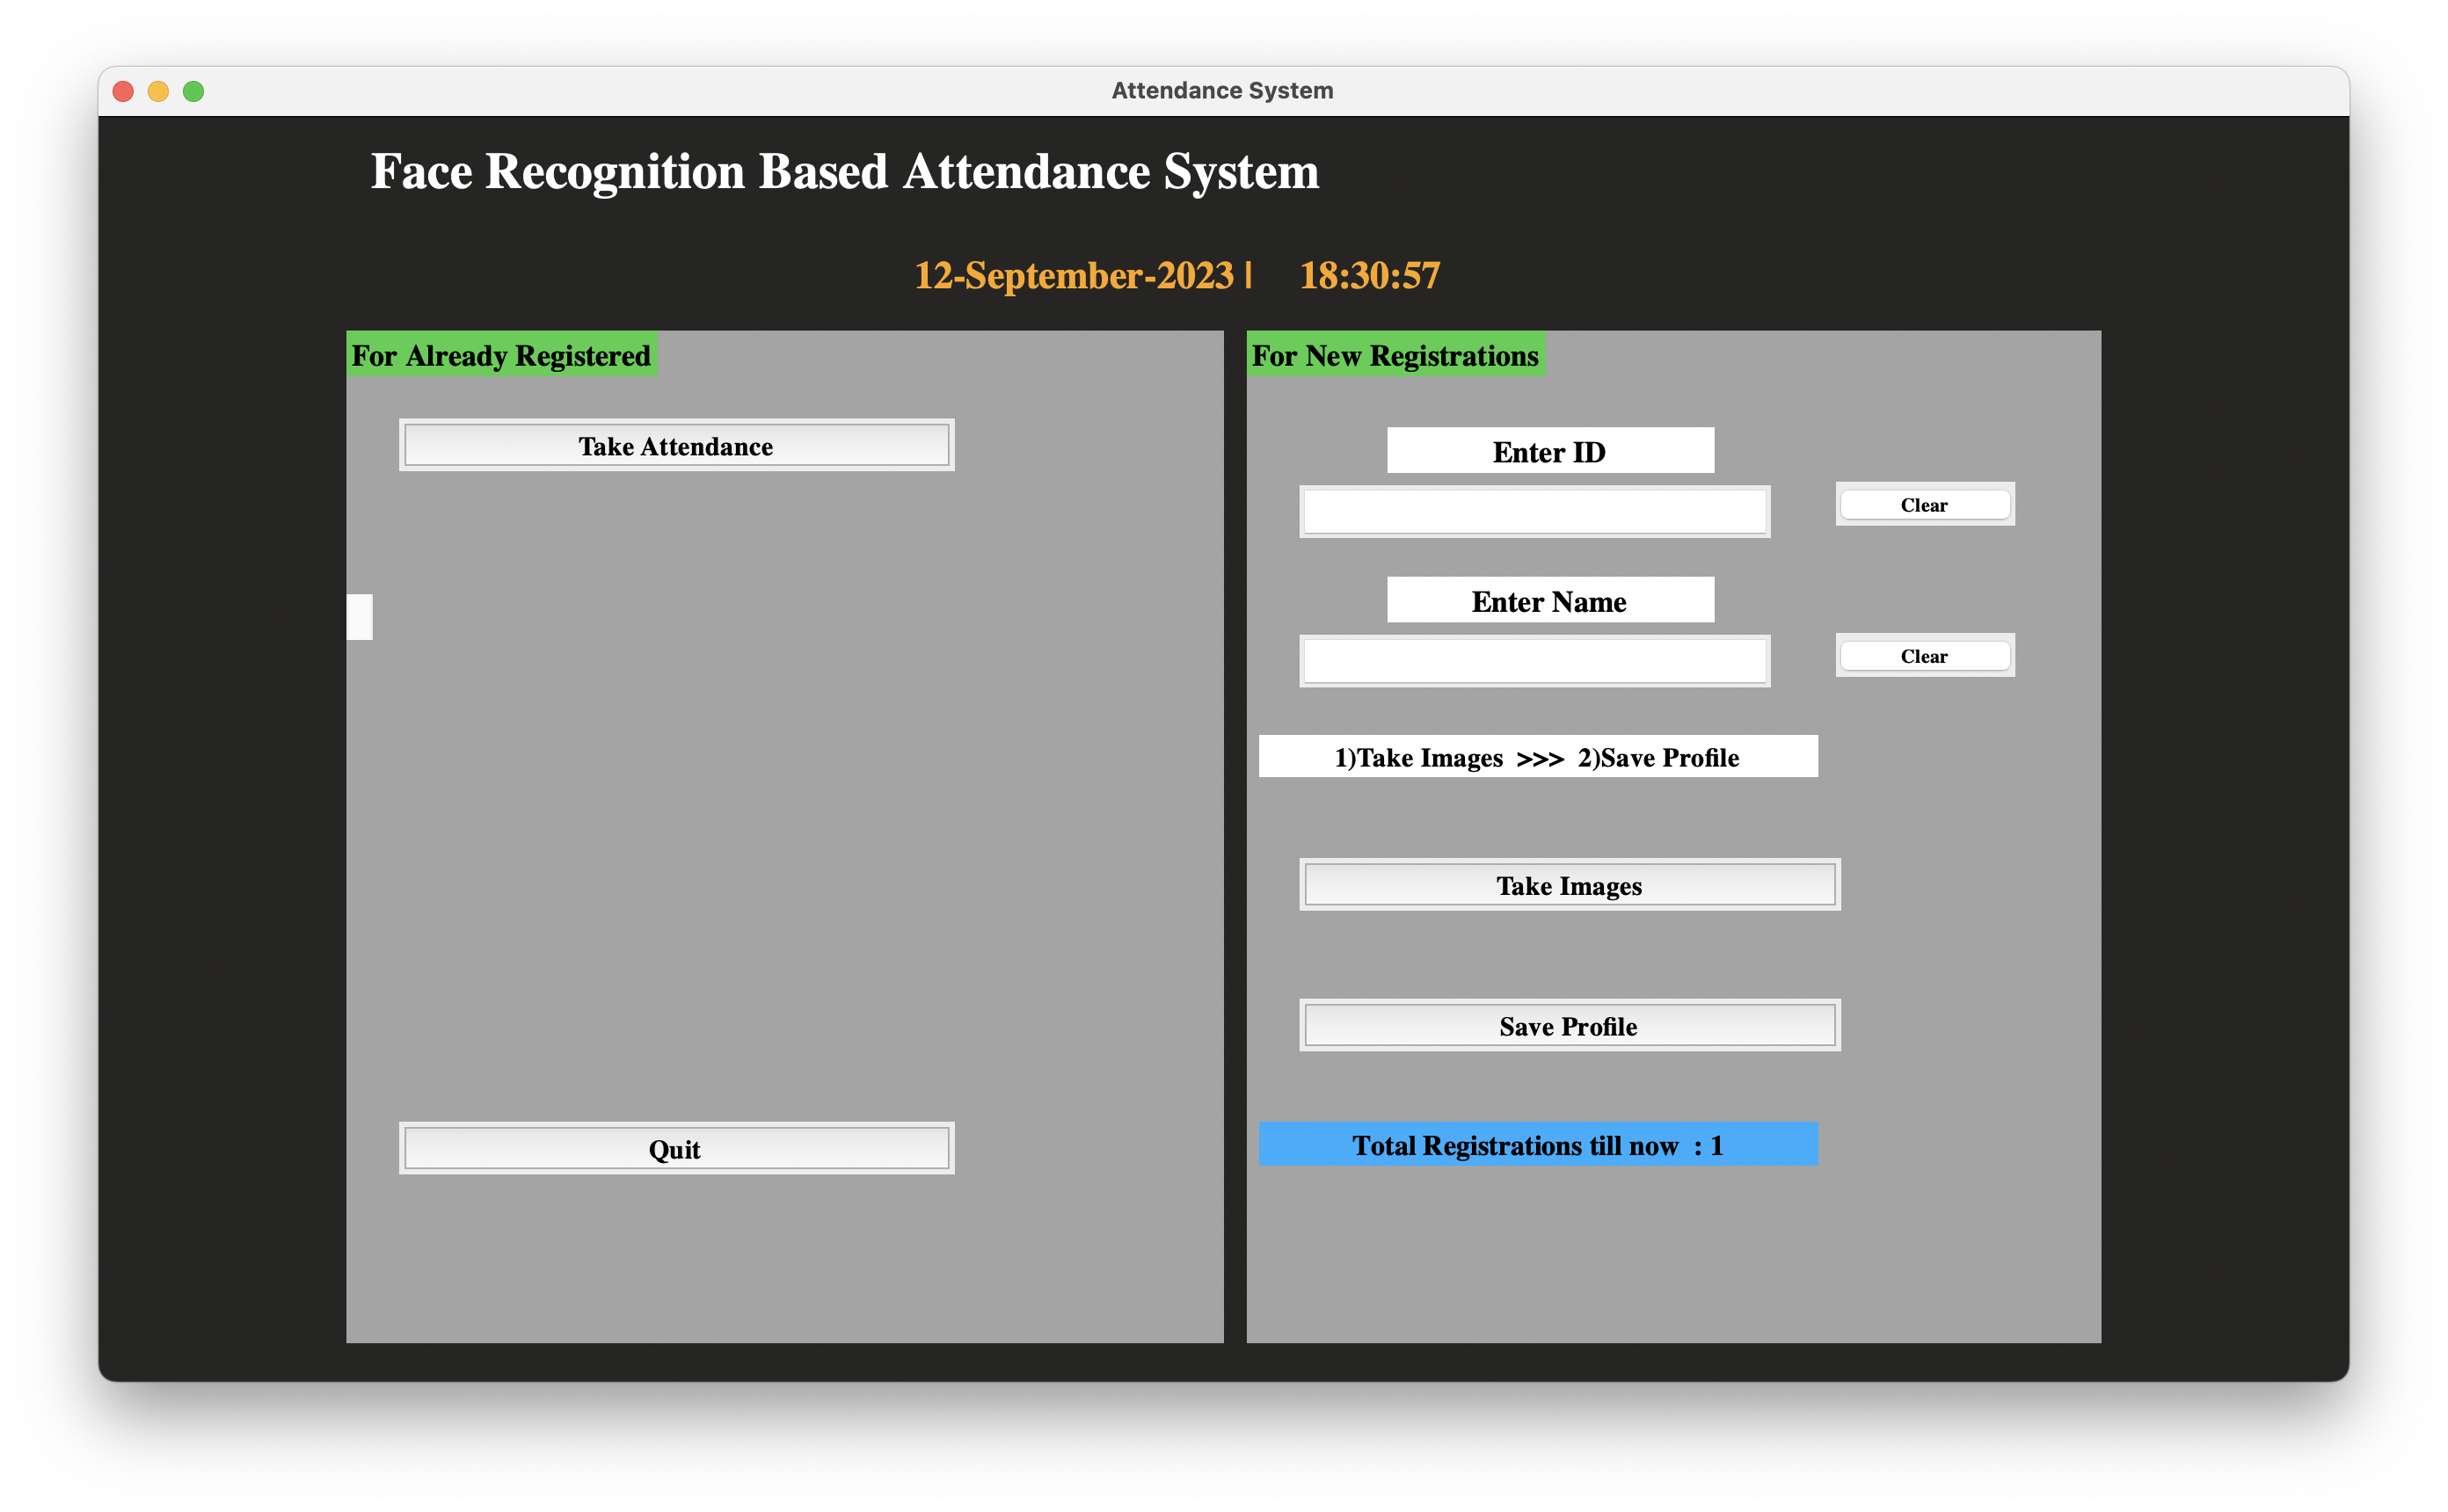 Attendance System
Face Recognition Based Attendance System
12-September-2023 | 18:30:57
For Already Registered
Take Attendance
Quit
For New Registrations
Enter ID
Clear
Enter Name
Clear
1)Take Images >>> 2)Save Profile
Take Images
Save Profile
Total Registrations till now : 1